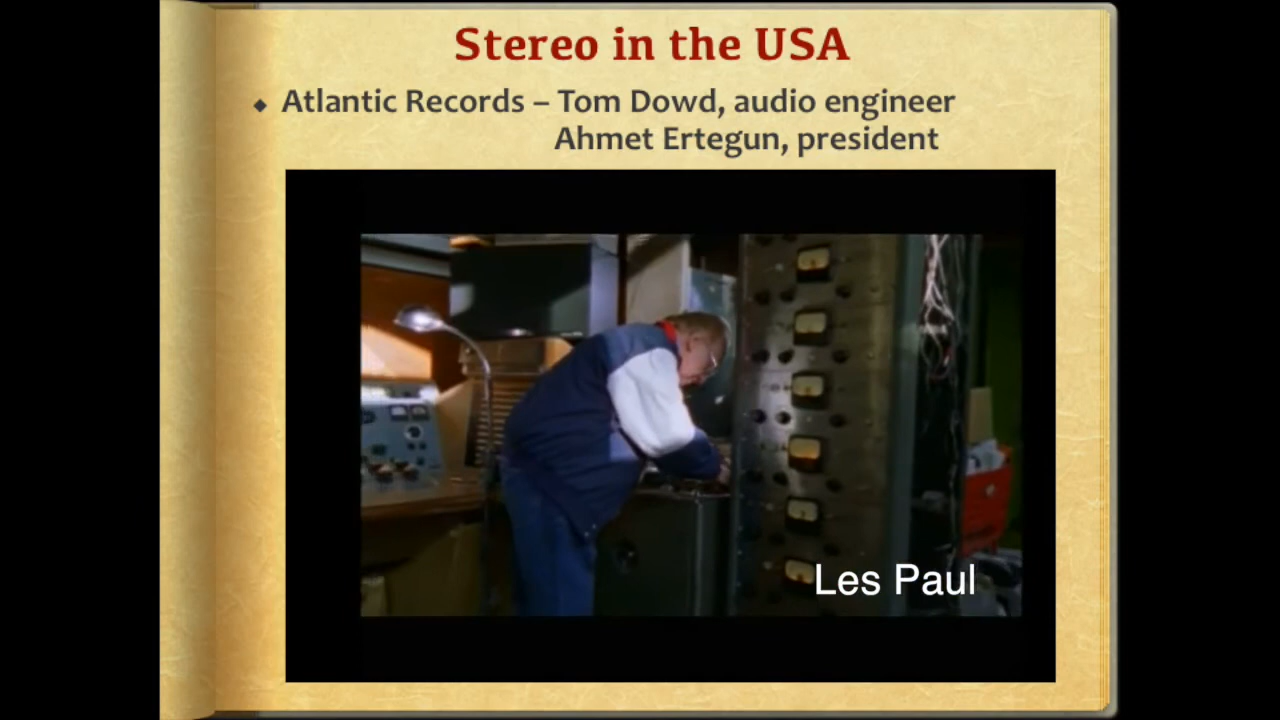 Stereo in the USA
◆ Atlantic Records – Tom Dowd, audio engineer
Ahmet Ertegun, president
Les Paul